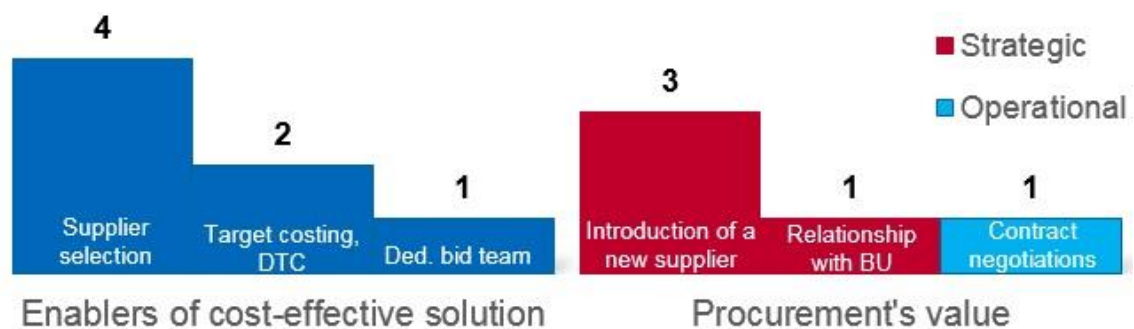 4
2
1
Supplier
selection
Target costing,
DTC
Ded. bid team
Enablers of cost-effective solution
3
1
1
Introduction of a
new supplier
Relationship
with BU
Contract
negotiations
Procurement's value
Strategic
Operational